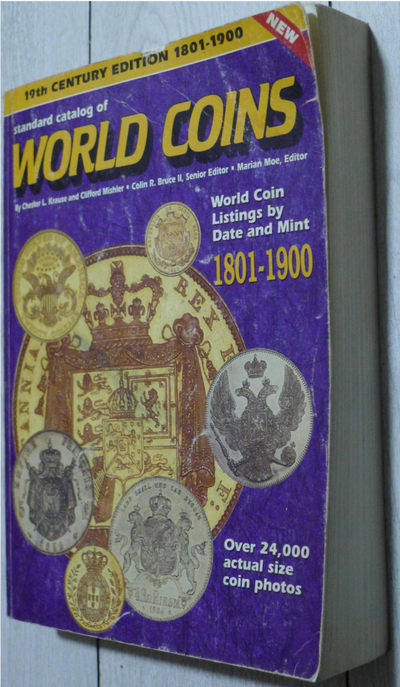 19th CENTURY EDITION 1801-1900
NEW
standard catalog of
WORLD COINS
By Chester L. Krause and Clifford Mishler • Colin R. Bruce II, Senior Editor • Marian Moe, Editor
World Coin
Listings by
Date and Mint
1801-1900
Over 24,000
actual size
coin photos